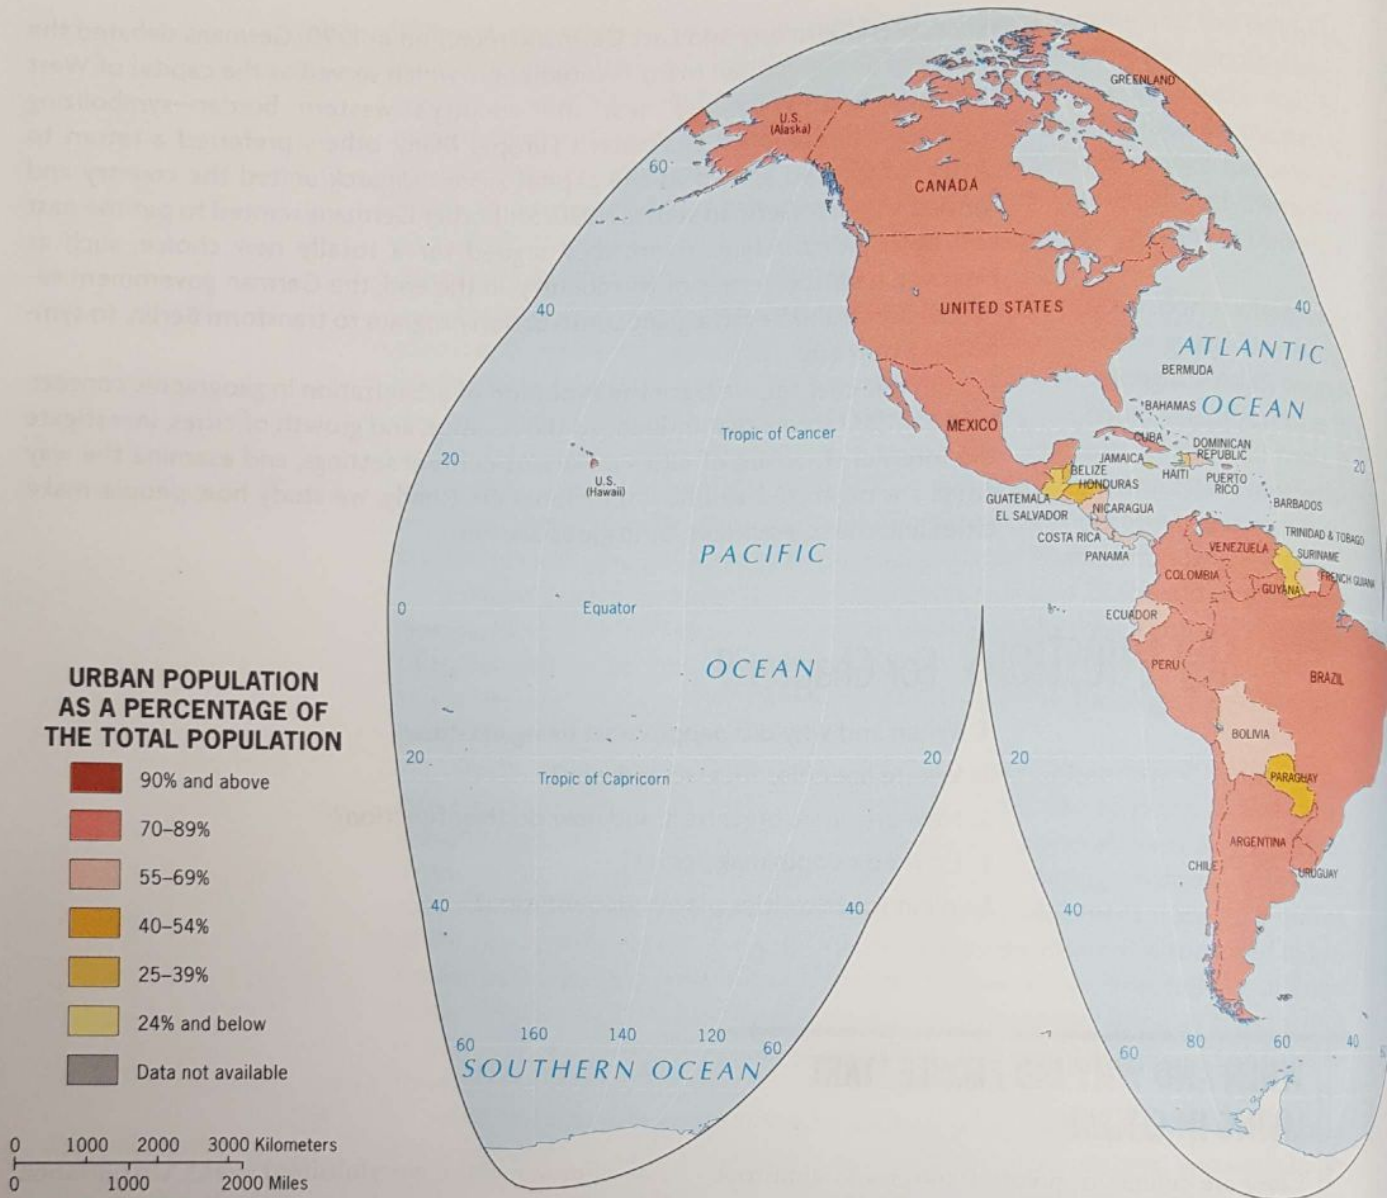 GREENLAND
U.S.
(Alaska)
60
CANADA
UNITED STATES
40
40
ATLANTIC
OCEAN
BERMUDA
BAHAMAS
MEXICO
Tropic of Cancer
CUBA
DOMINICAN
REPUBLIC
JAMAICA
HAITI
PUERTO
RICO
20
20
U.S.
(Hawaii)
BELIZE
HONDURAS
GUATEMALA
EL SALVADOR
NICARAGUA
BARBADOS
COSTA RICA
PANAMA
TRINIDAD & TOBAGO
VENEZUELA
SURINAME
FRENCH GUIANA
COLOMBIA
GUYANA
PACIFIC
OCEAN
0
Equator
ECUADOR
PERU
BRAZIL
BOLIVIA
PARAGUAY
20
Tropic of Capricorn
20
20
ARGENTINA
CHILE
URUGUAY
40
40
40
60
160
140
120
60
60
80
60
40
SOUTHERN OCEAN
URBAN POPULATION
AS A PERCENTAGE OF
THE TOTAL POPULATION
90% and above
70–89%
55–69%
40–54%
25–39%
24% and below
Data not available
0 1000 2000 3000 Kilometers
0 1000 2000 Miles